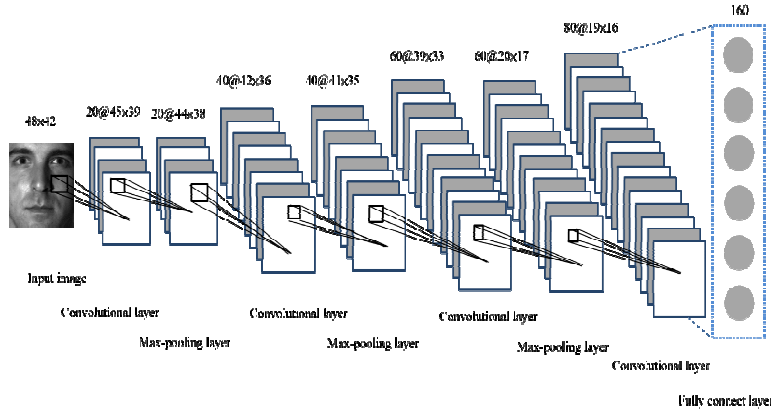 160
80@19x16
60@39x33
60@20x17
40@42x36
40@41x35
20@45x39
20@44x38
48x42
Input image
Convolutional layer
Convolutional layer
Convolutional layer
Max-pooling layer
Max-pooling layer
Max-pooling layer
Convolutional layer
Fully connect layer